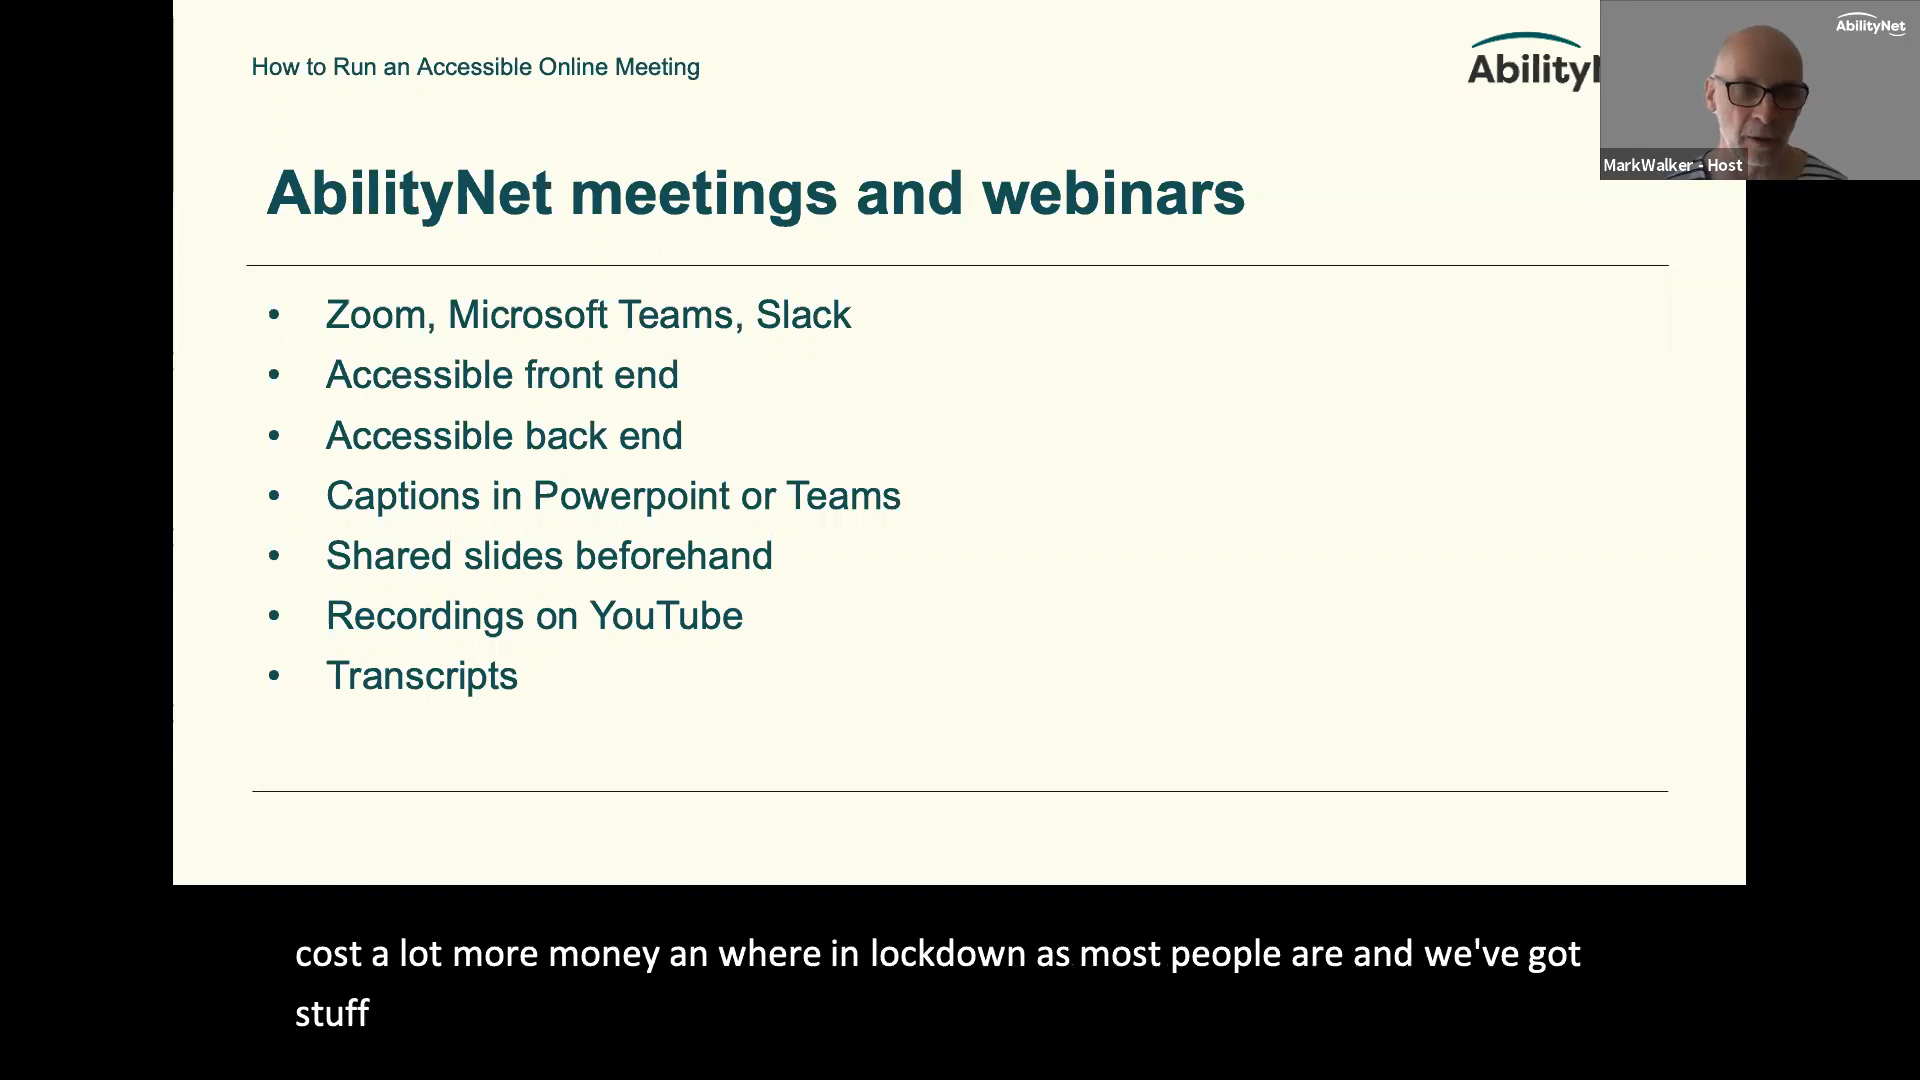 How to Run an Accessible Online Meeting
AbilityN
AbilityNet
MarkWalker - Host
AbilityNet meetings and webinars
• Zoom, Microsoft Teams, Slack
• Accessible front end
• Accessible back end
• Captions in Powerpoint or Teams
• Shared slides beforehand
• Recordings on YouTube
• Transcripts
cost a lot more money an where in lockdown as most people are and we've got
stuff